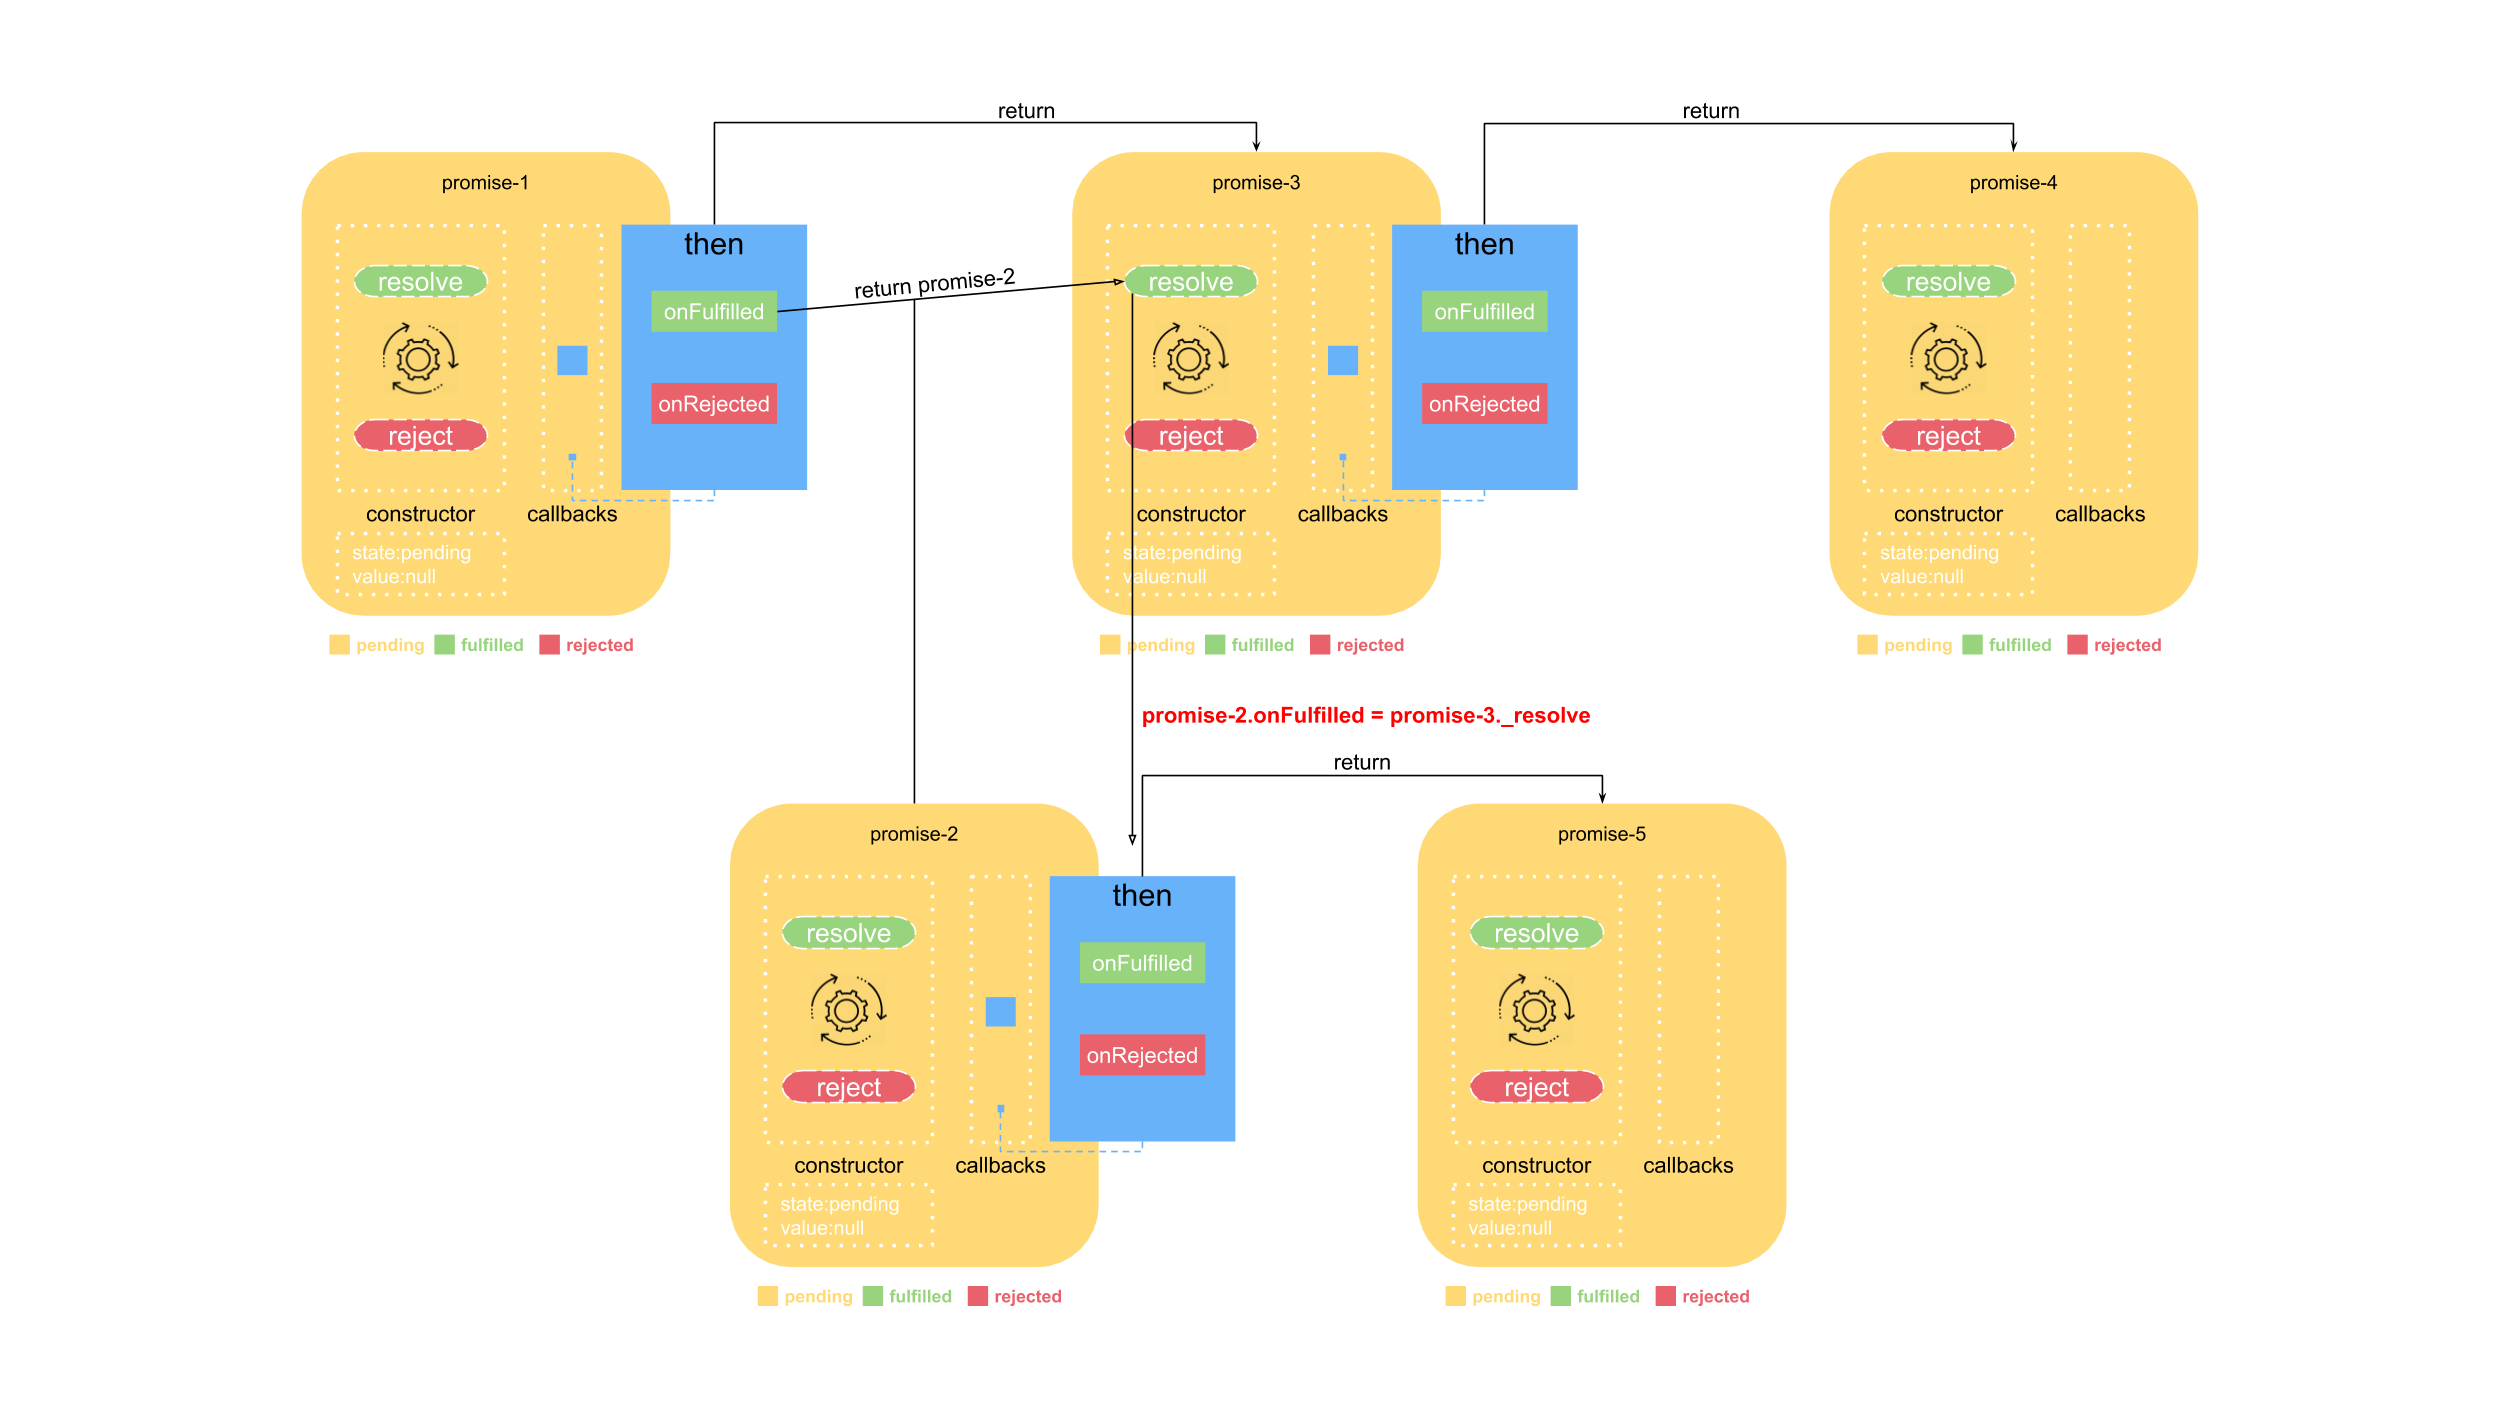 return
return
promise-1
then
resolve
onFulfilled
onRejected
reject
constructor
callbacks
state:pending
value:null
pending
fulfilled
rejected
return promise-2
promise-3
then
resolve
onFulfilled
onRejected
reject
constructor
callbacks
state:pending
value:null
pending
fulfilled
rejected
promise-4
resolve
reject
constructor
callbacks
state:pending
value:null
pending
fulfilled
rejected
promise-2.onFulfilled = promise-3._resolve
return
promise-2
then
resolve
onFulfilled
onRejected
reject
constructor
callbacks
state:pending
value:null
pending
fulfilled
rejected
promise-5
resolve
reject
constructor
callbacks
state:pending
value:null
pending
fulfilled
rejected